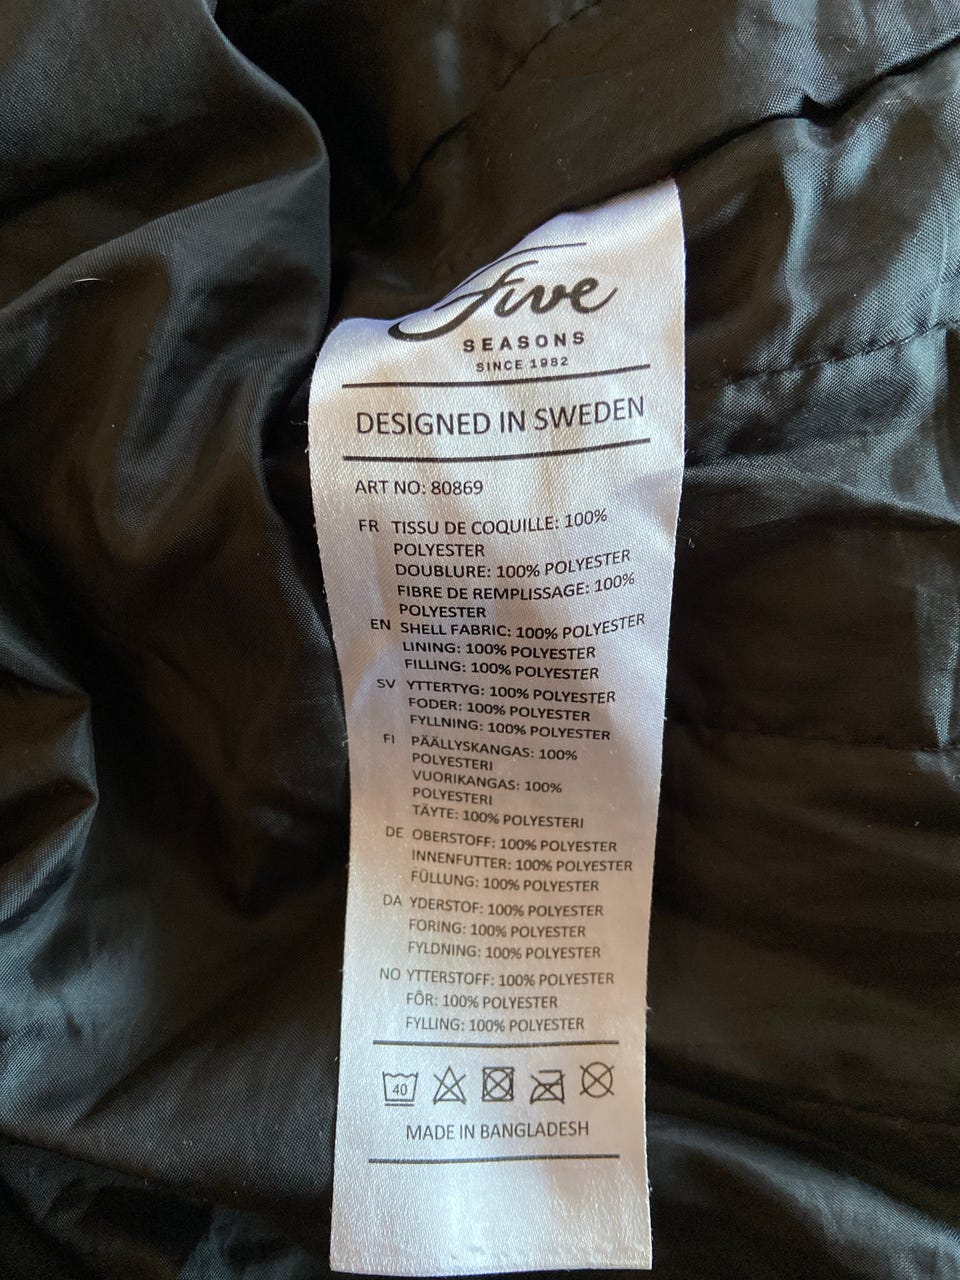 Five
SEASONS
SINCE 1982
DESIGNED IN SWEDEN
ART NO: 80869
FR TISSU DE COQUILLE: 100%
POLYESTER
DOUBLURE: 100% POLYESTER
FIBRE DE REMPLISSAGE: 100%
POLYESTER
EN SHELL FABRIC: 100% POLYESTER
LINING: 100% POLYESTER
FILLING: 100% POLYESTER
SV YTTERTYG: 100% POLYESTER
FODER: 100% POLYESTER
FYLLNING: 100% POLYESTER
FI PÄÄLLYSKANGAS: 100%
POLYESTERI
VUORIKANGAS: 100%
POLYESTERI
TÄYTE: 100% POLYESTERI
DE OBERSTOFF: 100% POLYESTER
INNENFUTTER: 100% POLYESTER
FÜLLUNG: 100% POLYESTER
DA YDERSTOF: 100% POLYESTER
FORING: 100% POLYESTER
FYLDNING: 100% POLYESTER
NO YTTERSTOFF: 100% POLYESTER
FÔR: 100% POLYESTER
FYLLING: 100% POLYESTER
40
MADE IN BANGLADESH